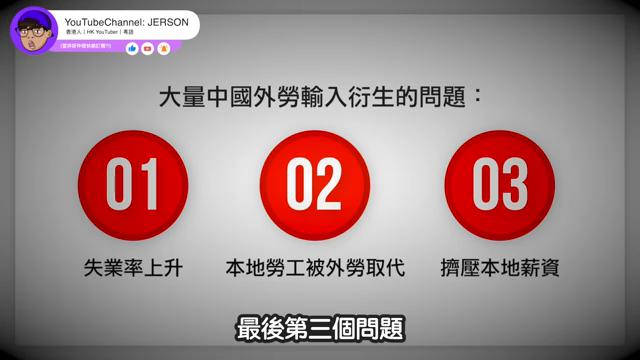 YouTubeChannel: JERSON
香港人 | HK YouTuber | 粵語
大量中國外勞輸入衍生的問題：
01
02
03
失業率上升
本地勞工被外勞取代
擠壓本地薪資
最後第三個問題